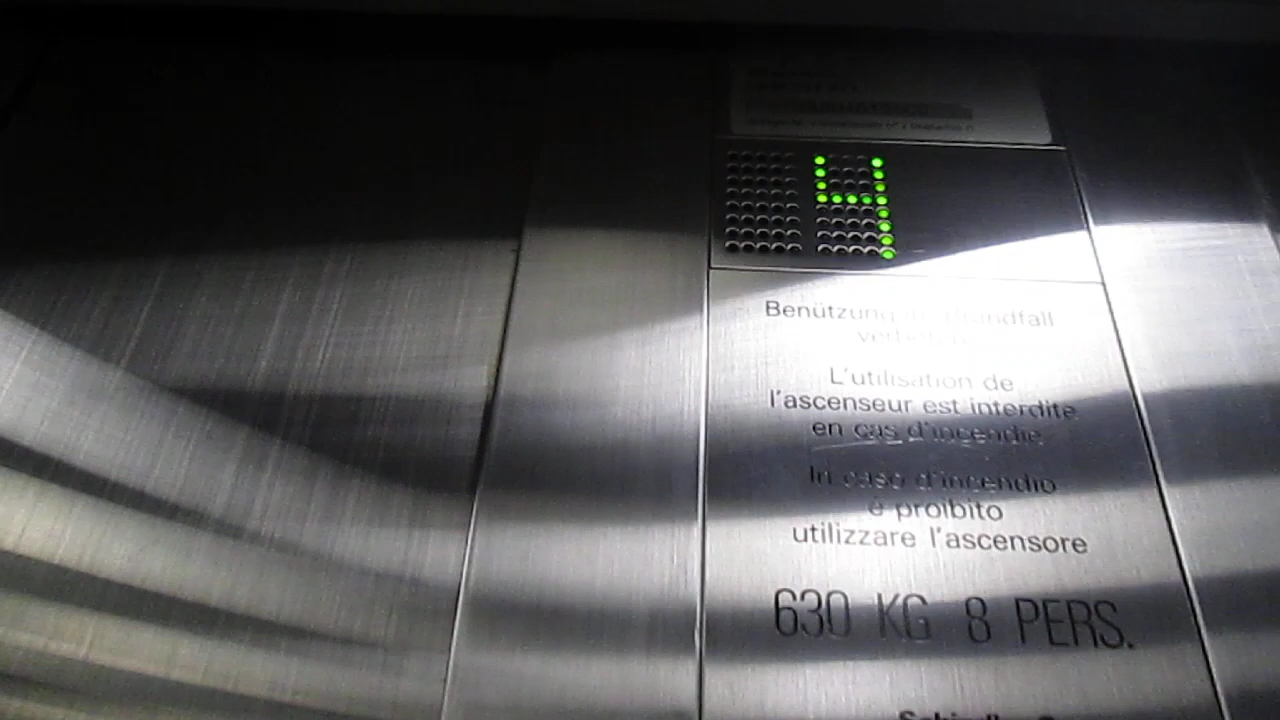 4
Benützung im Brandfall
verboten
L'utilisation de
l'ascenseur est interdite
en cas d'incendie
In caso d'incendio
è proibito
utilizzare l'ascensore
630 KG 8 PERS.